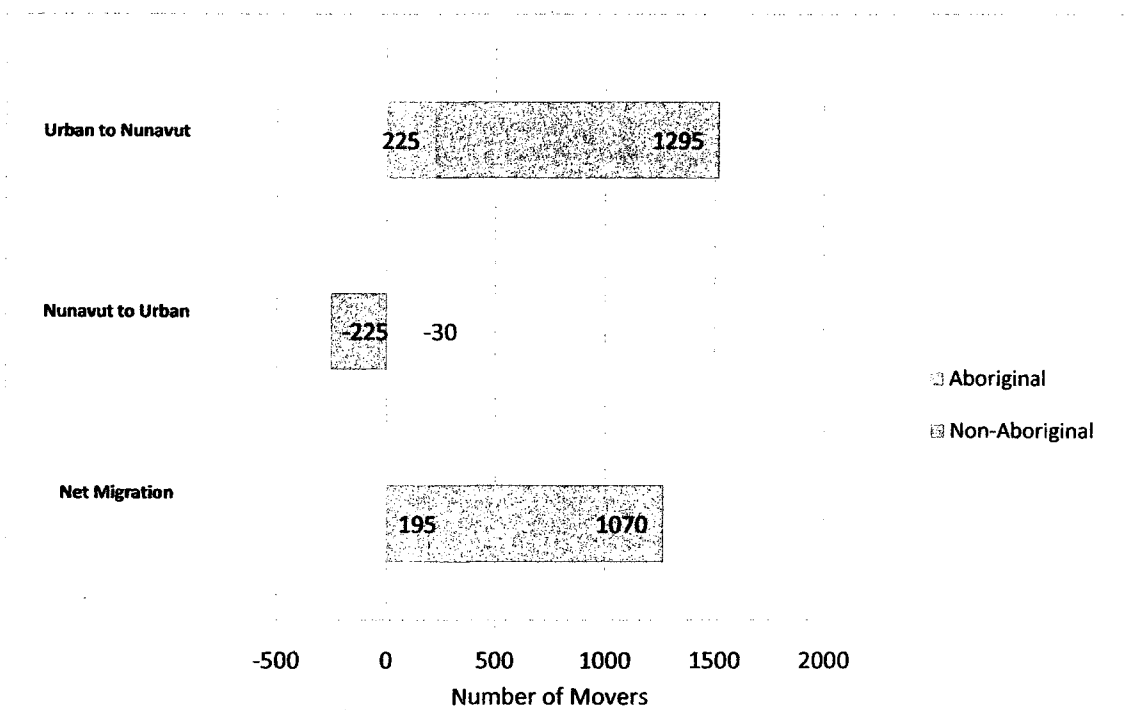 Urban to Nunavut
225
1295
Nunavut to Urban
-225
-30
Aboriginal
Non-Aboriginal
Net Migration
195
1070
-500 0 500 1000 1500 2000
Number of Movers